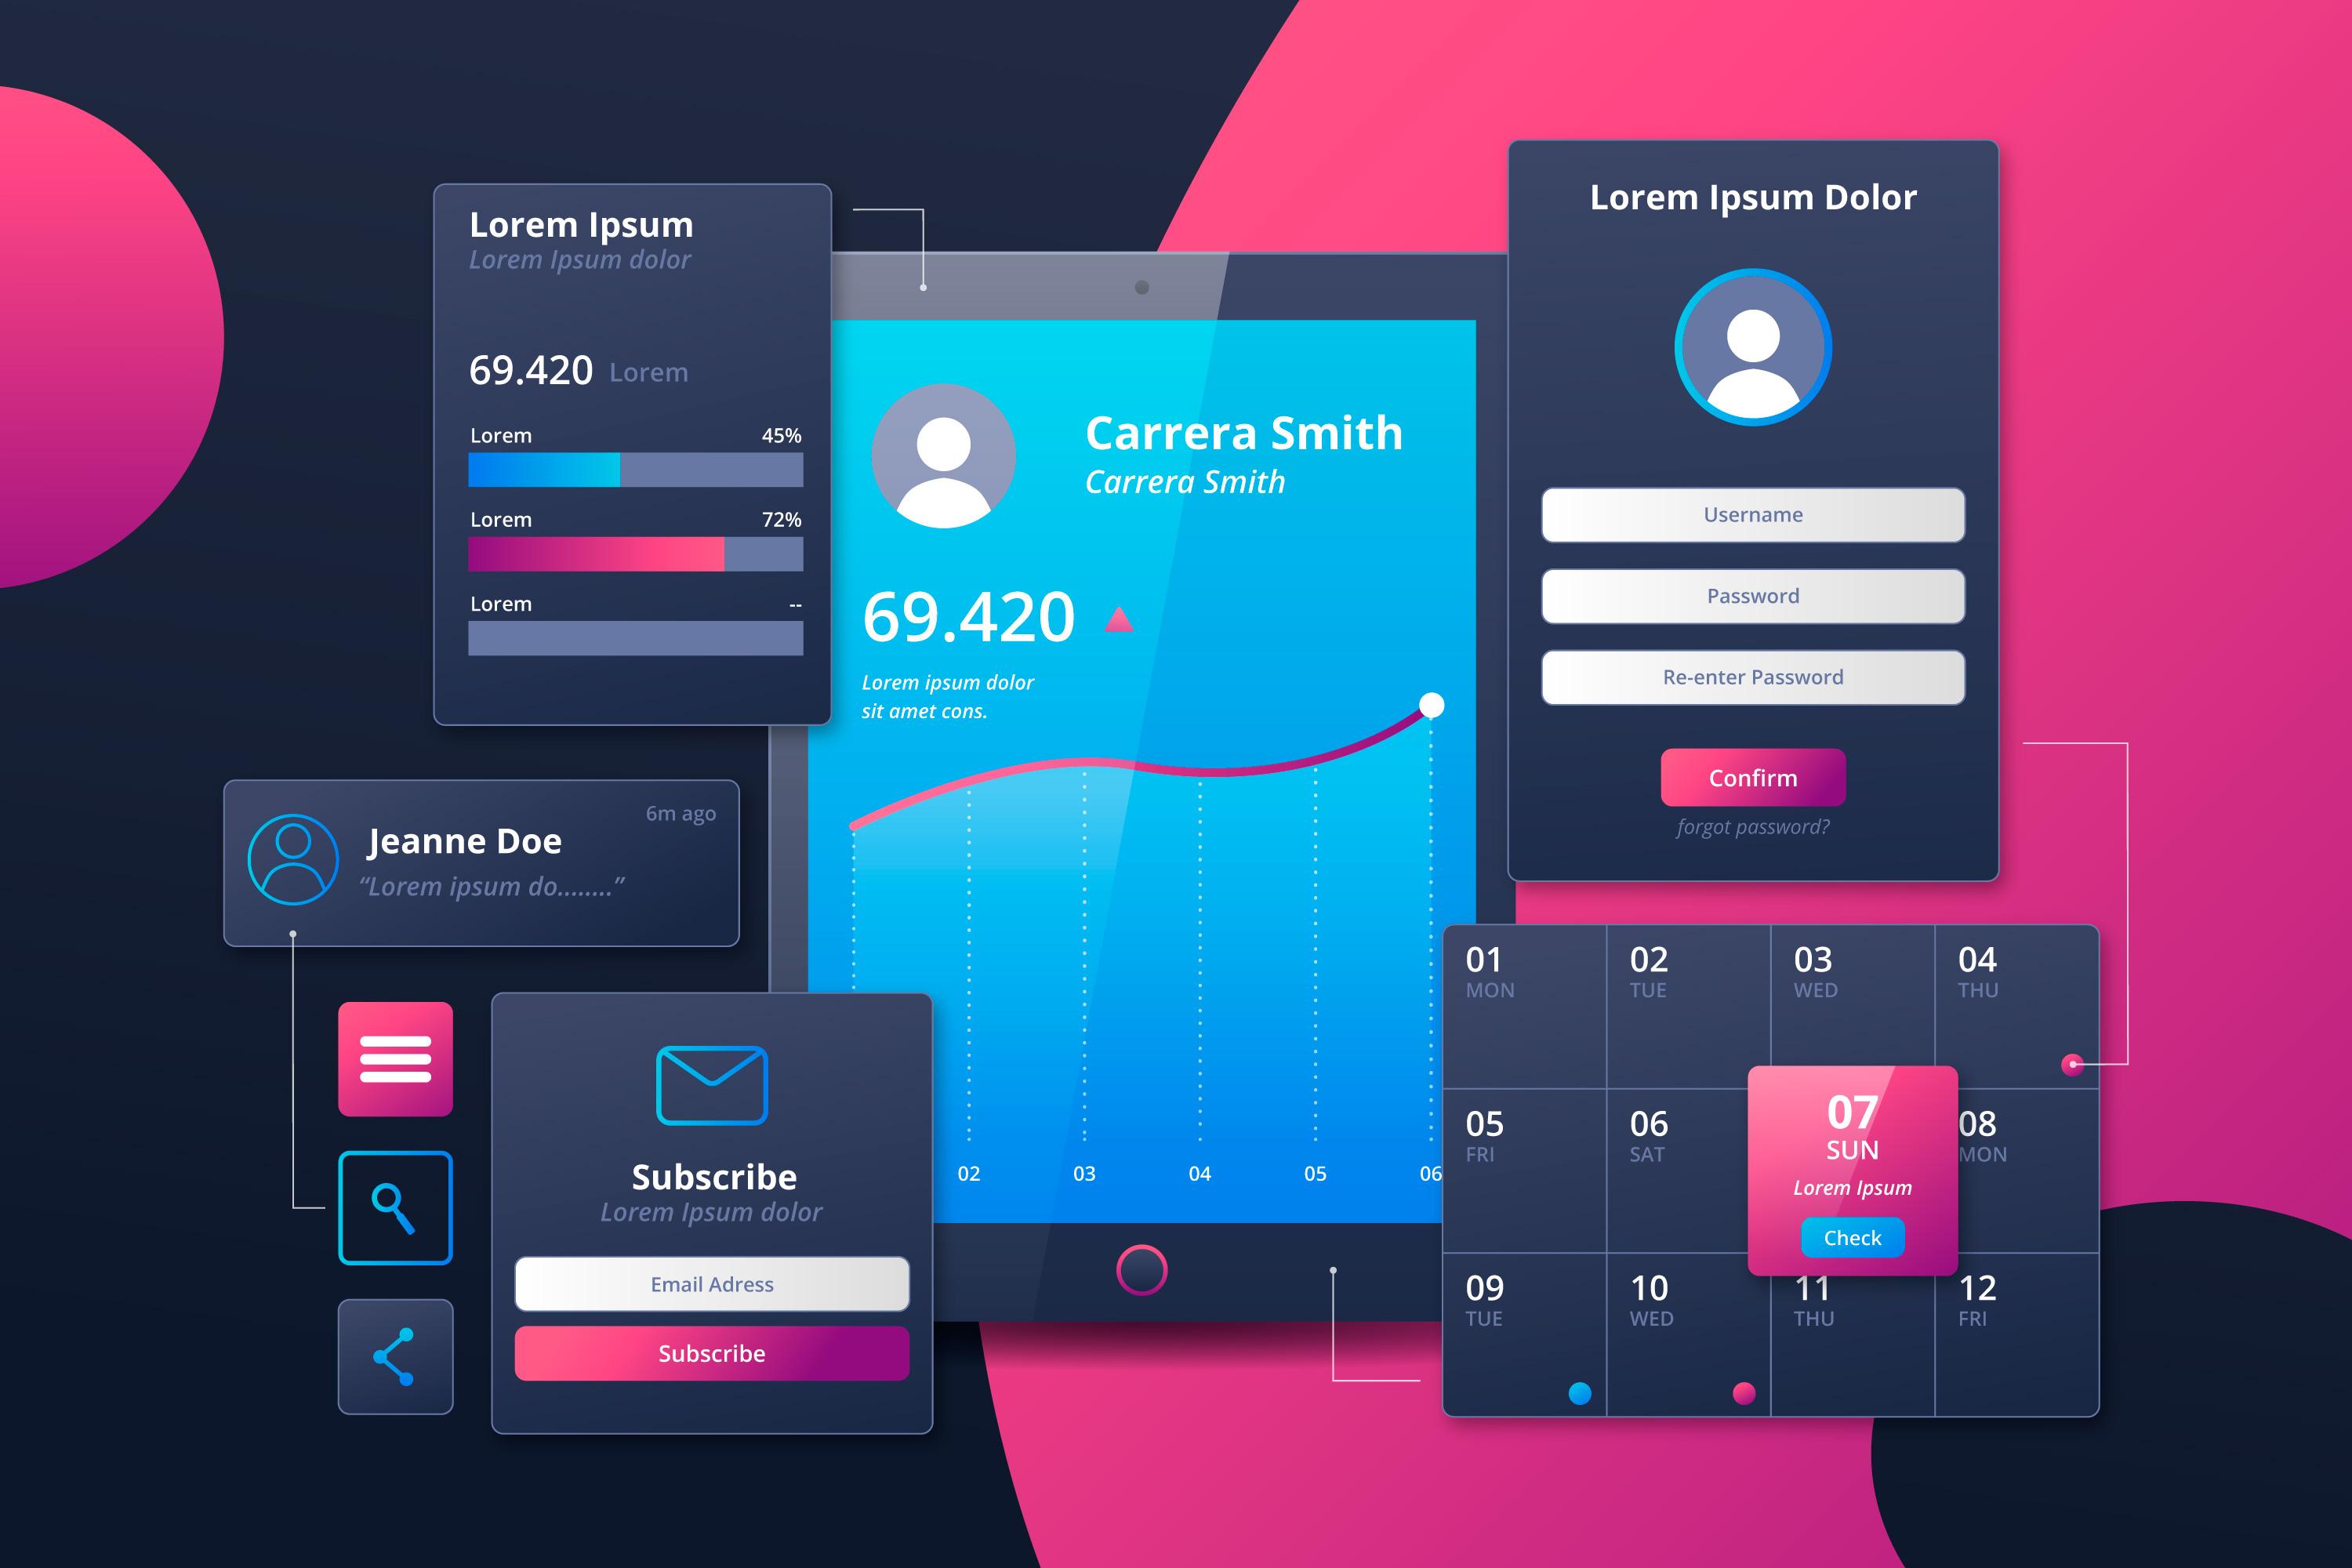 Lorem Ipsum
Lorem Ipsum dolor
69.420 Lorem
Lorem 45%
Lorem 72%
Lorem --
Carrera Smith
Carrera Smith
69.420
Lorem ipsum dolor
sit amet cons.
02 03 04 05 06
Lorem Ipsum Dolor
Username
Password
Re-enter Password
Confirm
forgot password?
6m ago
Jeanne Doe
“Lorem ipsum do........”
Subscribe
Lorem Ipsum dolor
Email Adress
Subscribe
01 02 03 04
MON TUE WED THU
05 06 07 08
FRI SAT SUN MON
Lorem Ipsum
Check
09 10 11 12
TUE WED THU FRI